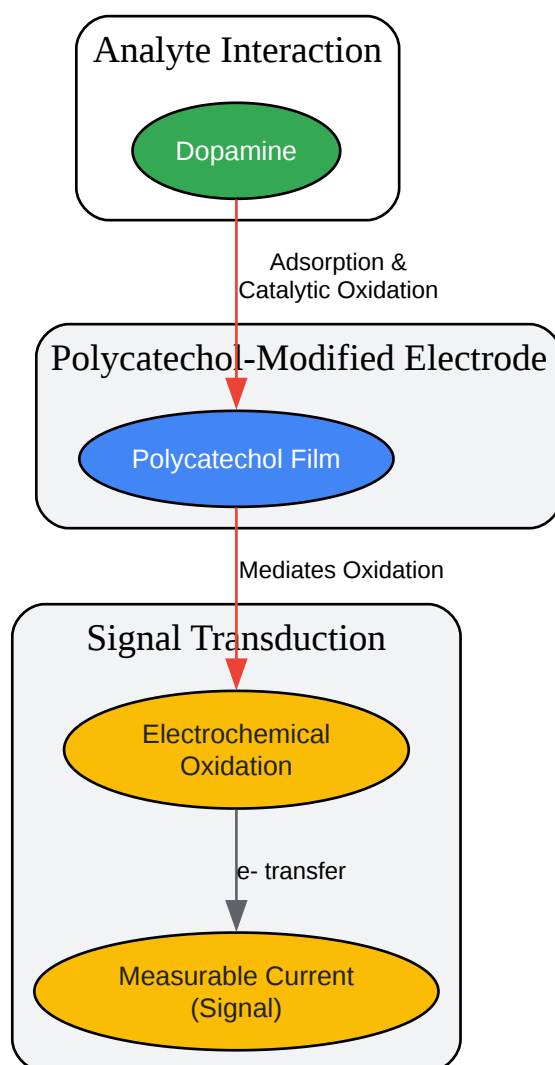 Analyte Interaction
Dopamine
Adsorption &
Catalytic Oxidation
Polycatechol-Modified Electrode
Polycatechol Film
Mediates Oxidation
Signal Transduction
Electrochemical
Oxidation
e- transfer
Measurable Current
(Signal)